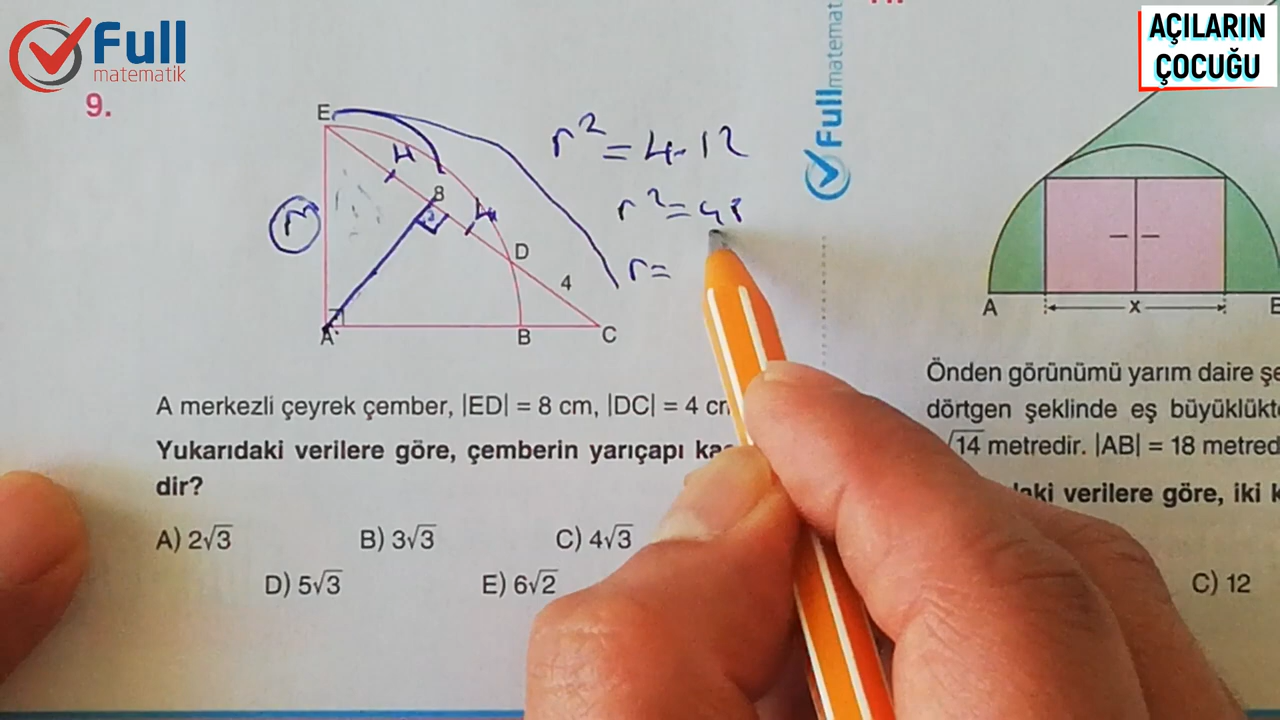 Full
matematik
AÇILARIN
ÇOCUĞU
Full
matemat
9.
E
4
r
8
4
D
4
A
B
C
r² = 4.12
r² = 48
r =
A merkezli çeyrek çember, |ED| = 8 cm, |DC| = 4 cm
Yukarıdaki verilere göre, çemberin yarıçapı
dir?
A) 2√3
B) 3√3
C) 4√3
D) 5√3
E) 6√2
A
x
Önden görünümü yarım daire şe
dörtgen şeklinde eş büyüklükt
√14 metredir. |AB| = 18 metred
verilere göre, iki
C) 12